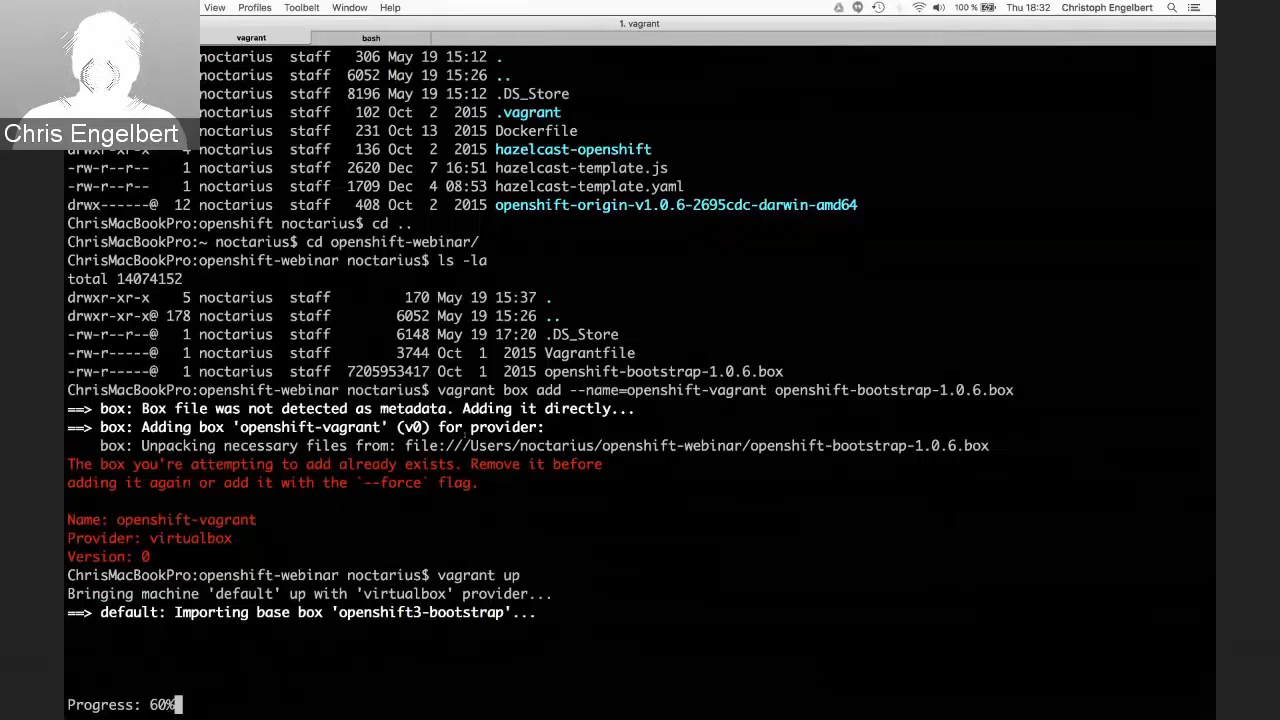 View Profiles Toolbelt Window Help 100 % Thu 18:32 Christoph Engelbert
1. vagrant
vagrant bash
Chris Engelbert
noctarius staff 306 May 19 15:12 .
noctarius staff 6052 May 19 15:26 ..
noctarius staff 8196 May 19 15:12 .DS_Store
noctarius staff 102 Oct 2 2015 .vagrant
noctarius staff 231 Oct 13 2015 Dockerfile
drwxr-xr-x 4 noctarius staff 136 Oct 2 2015 hazelcast-openshift
-rw-r--r-- 1 noctarius staff 2620 Dec 7 16:51 hazelcast-template.js
-rw-r--r-- 1 noctarius staff 1709 Dec 4 08:53 hazelcast-template.yaml
drwx------@ 12 noctarius staff 408 Oct 2 2015 openshift-origin-v1.0.6-2695cdc-darwin-amd64
ChrisMacBookPro:openshift noctarius$ cd ..
ChrisMacBookPro:~ noctarius$ cd openshift-webinar/
ChrisMacBookPro:openshift-webinar noctarius$ ls -la
total 14074152
drwxr-xr-x 5 noctarius staff 170 May 19 15:37 .
drwxr-xr-x@ 178 noctarius staff 6052 May 19 15:26 ..
-rw-r--r--@ 1 noctarius staff 6148 May 19 17:20 .DS_Store
-rw-r-----@ 1 noctarius staff 3744 Oct 1 2015 Vagrantfile
-rw-r-----@ 1 noctarius staff 7205953417 Oct 1 2015 openshift-bootstrap-1.0.6.box
ChrisMacBookPro:openshift-webinar noctarius$ vagrant box add --name=openshift-vagrant openshift-bootstrap-1.0.6.box
==> box: Box file was not detected as metadata. Adding it directly...
==> box: Adding box 'openshift-vagrant' (v0) for provider:
box: Unpacking necessary files from: file:///Users/noctarius/openshift-webinar/openshift-bootstrap-1.0.6.box
The box you're attempting to add already exists. Remove it before
adding it again or add it with the `--force` flag.
Name: openshift-vagrant
Provider: virtualbox
Version: 0
ChrisMacBookPro:openshift-webinar noctarius$ vagrant up
Bringing machine 'default' up with 'virtualbox' provider...
==> default: Importing base box 'openshift3-bootstrap'...
Progress: 60%